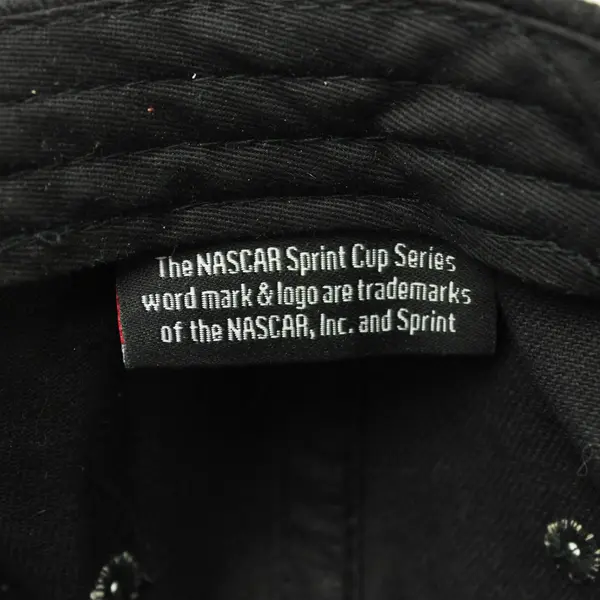 The NASCAR Sprint Cup Series
word mark & logo are trademarks
of the NASCAR, Inc. and Sprint